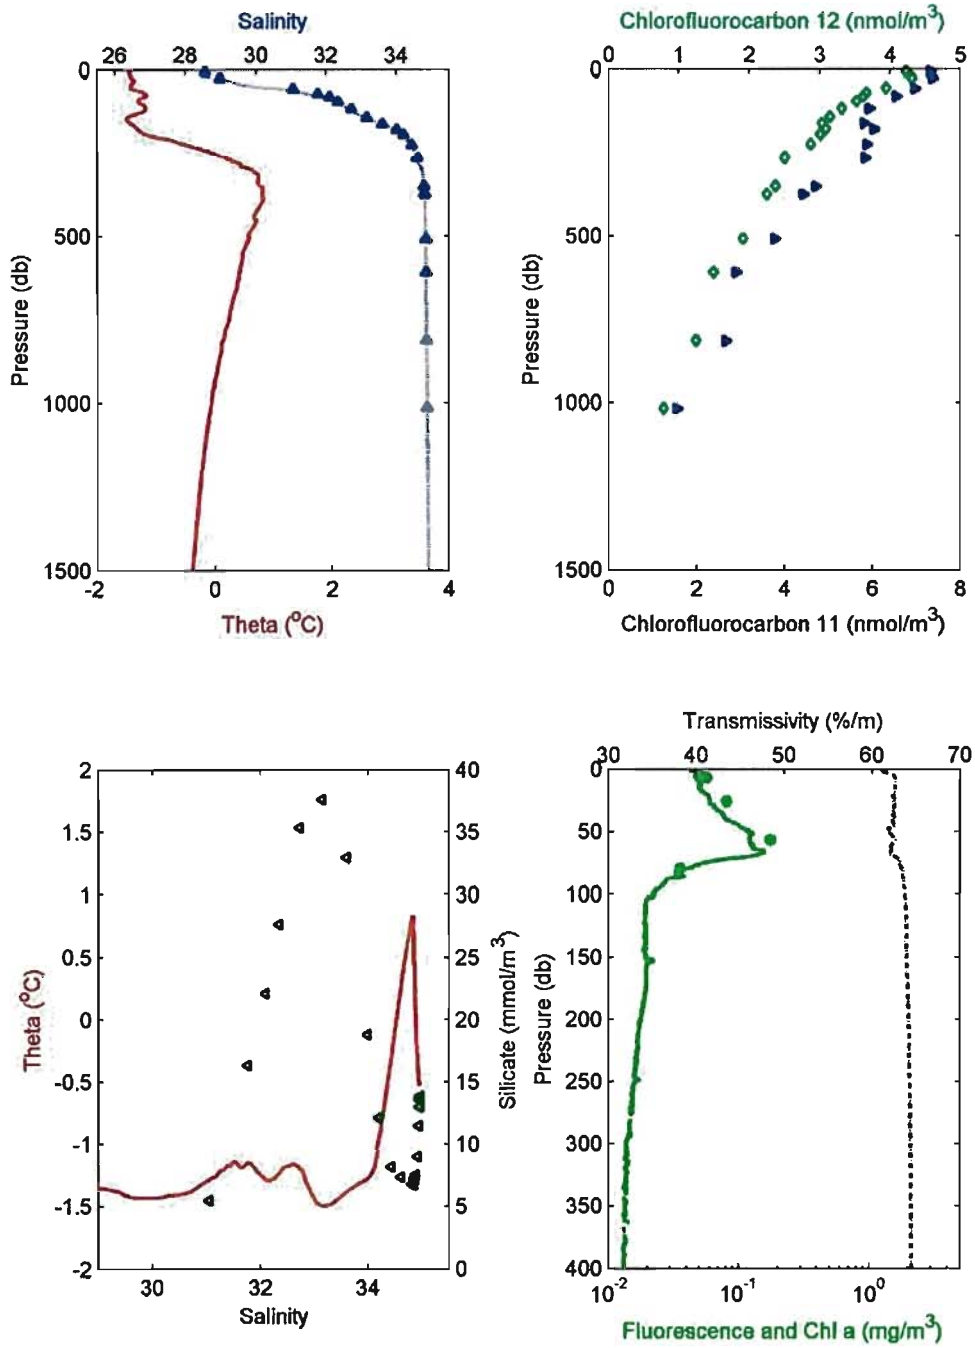 Salinity
26 28 30 32 34
0
500
1000
1500
Pressure (db)
-2 0 2 4
Theta (°C)
Chlorofluorocarbon 12 (nmol/m³)
0 1 2 3 4 5
0
500
1000
1500
Pressure (db)
0 2 4 6 8
Chlorofluorocarbon 11 (nmol/m³)
2
1.5
1
0.5
0
-0.5
-1
-1.5
-2
Theta (°C)
40
35
30
25
20
15
10
5
0
Silicate (mmol/m³)
30 32 34
Salinity
Transmissivity (%/m)
30 40 50 60 70
0
50
100
150
200
250
300
350
400
Pressure (db)
10⁻² 10⁻¹ 10⁰
Fluorescence and Chl a (mg/m³)